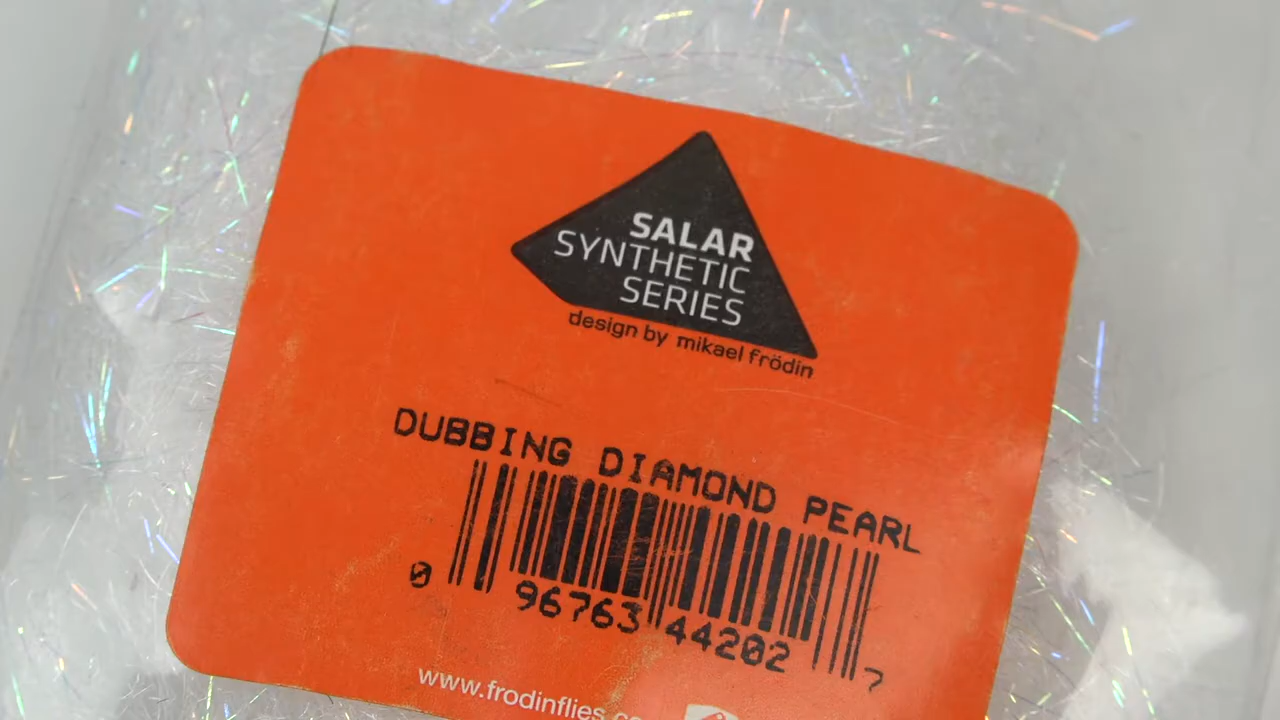 SALAR
SYNTHETIC
SERIES
design by mikael frödin
DUBBING DIAMOND PEARL
0 96763 44202 7
www.frodinflies.co